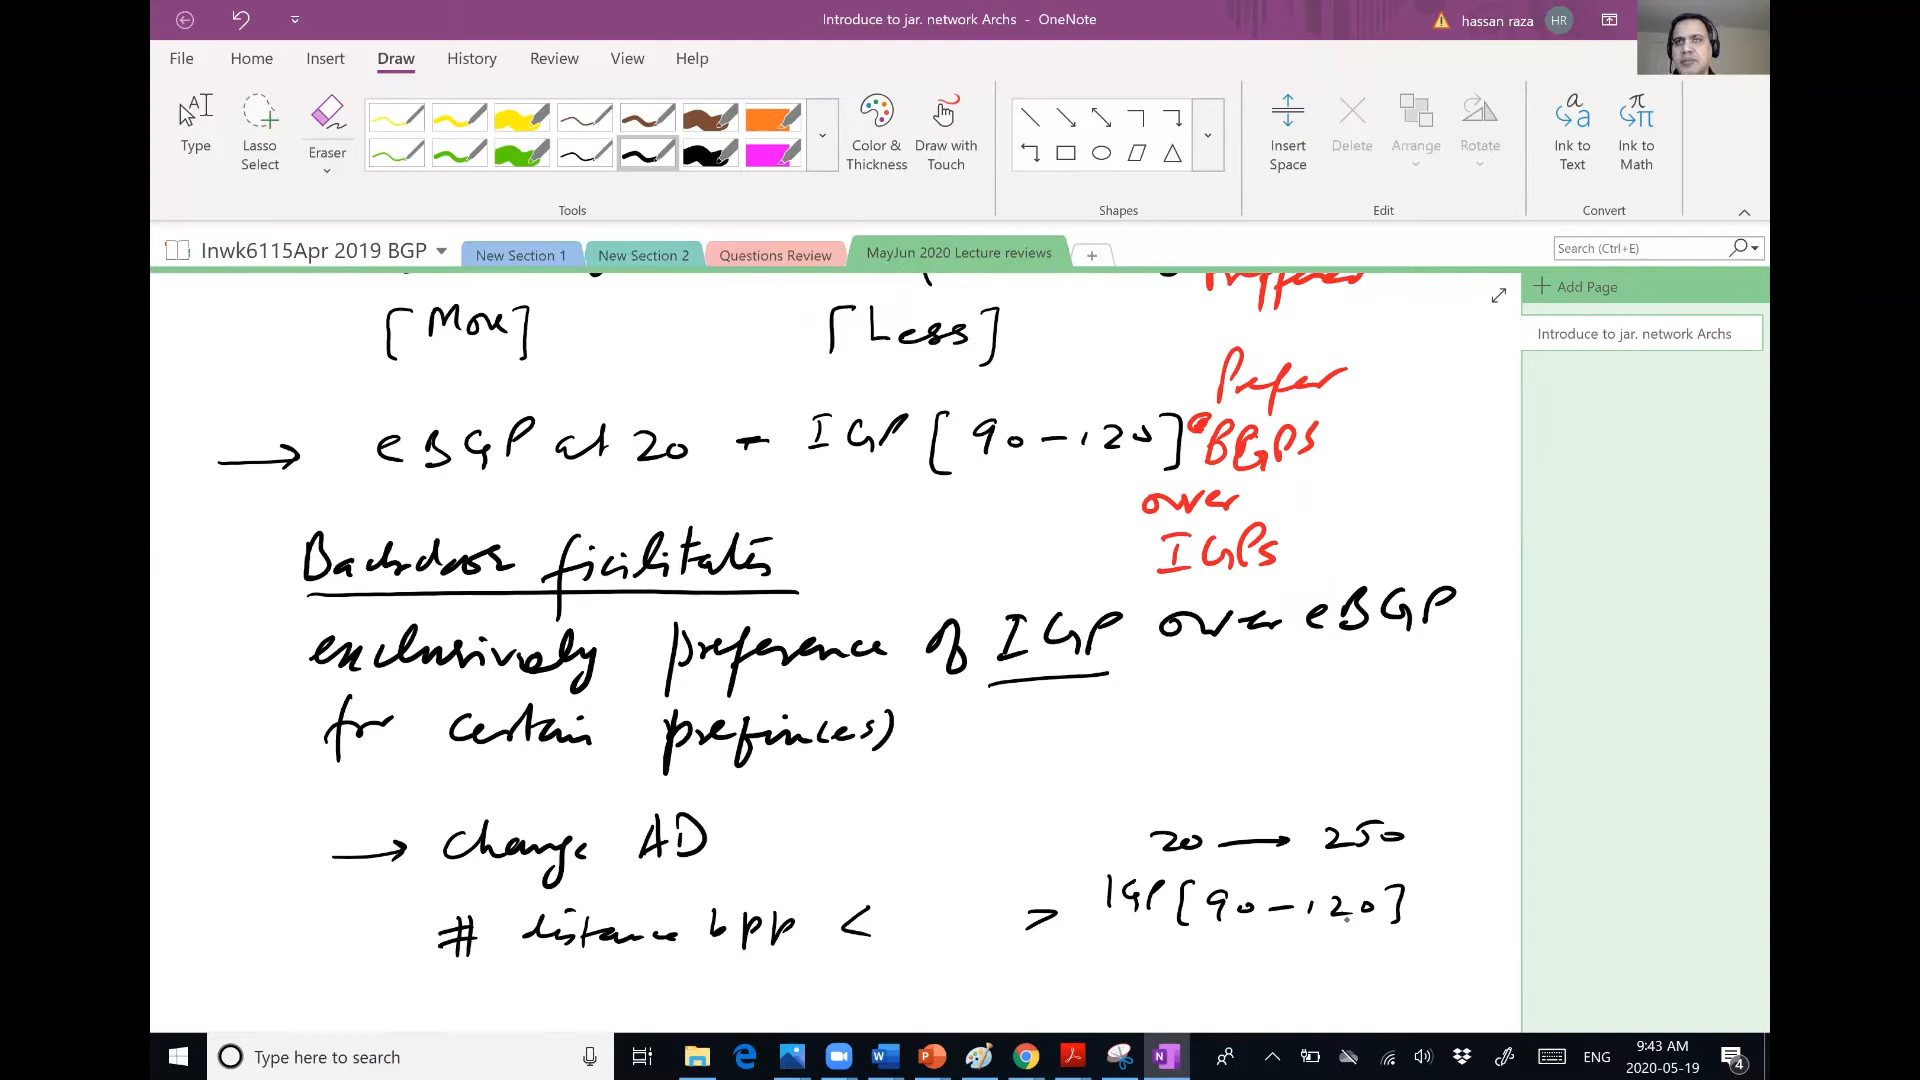 Introduce to jar. network Archs - OneNote
hassan raza HR
File Home Insert Draw History Review View Help
Type
Lasso Select
Eraser
Color & Thickness
Draw with Touch
Insert Space
Delete
Arrange
Rotate
Ink to Text
Ink to Math
Tools
Shapes
Edit
Convert
Inwk6115Apr 2019 BGP
New Section 1
New Section 2
Questions Review
MayJun 2020 Lecture reviews
Search (Ctrl+E)
Add Page
Introduce to jar. network Archs
[More] [Less]
Prefer
eBGPs
over
IGPs
→ eBGP at 20 - IGP [90-120]
Backdoor ficilitates
exclusively preference of IGP over eBGP
for certain
→ change AD
20 → 250
IGP [90-120]
# distance bgp < >
Type here to search
ENG
9:43 AM
2020-05-19
4